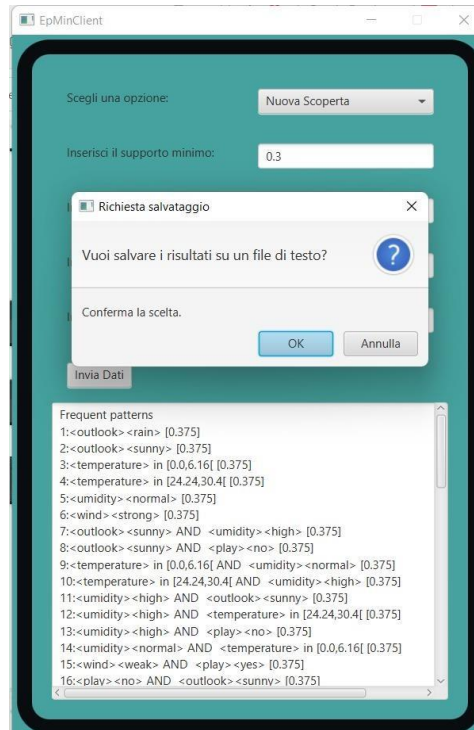 EpMinClient
Scegli una opzione:
Nuova Scoperta
Inserisci il supporto minimo:
0.3
Richiesta salvataggio
Vuoi salvare i risultati su un file di testo?
Conferma la scelta.
OK
Annulla
Invia Dati
Frequent patterns
1:<outlook><rain> [0.375]
2:<outlook><sunny> [0.375]
3:<temperature> in [0.0,6.16[ [0.375]
4:<temperature> in [24.24,30.4[ [0.375]
5:<umidity><normal> [0.375]
6:<wind><strong> [0.375]
7:<outlook><sunny> AND <umidity><high> [0.375]
8:<outlook><sunny> AND <play><no> [0.375]
9:<temperature> in [0.0,6.16[ AND <umidity><normal> [0.375]
10:<temperature> in [24.24,30.4[ AND <umidity><high> [0.375]
11:<umidity><high> AND <outlook><sunny> [0.375]
12:<umidity><high> AND <temperature> in [24.24,30.4[ [0.375]
13:<umidity><high> AND <play><no> [0.375]
14:<umidity><normal> AND <temperature> in [0.0,6.16[ [0.375]
15:<wind><weak> AND <play><yes> [0.375]
16:<play><no> AND <outlook><sunny> [0.375]